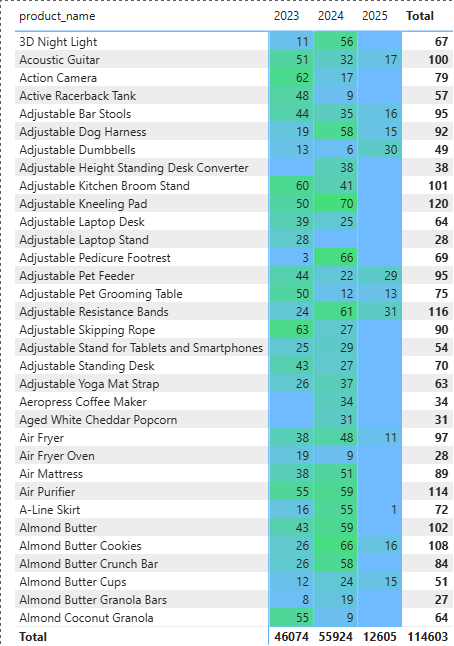 product_name 2023 2024 2025 Total
3D Night Light 11 56 67
Acoustic Guitar 51 32 17 100
Action Camera 62 17 79
Active Racerback Tank 48 9 57
Adjustable Bar Stools 44 35 16 95
Adjustable Dog Harness 19 58 15 92
Adjustable Dumbbells 13 6 30 49
Adjustable Height Standing Desk Converter 38 38
Adjustable Kitchen Broom Stand 60 41 101
Adjustable Kneeling Pad 50 70 120
Adjustable Laptop Desk 39 25 64
Adjustable Laptop Stand 28 28
Adjustable Pedicure Footrest 3 66 69
Adjustable Pet Feeder 44 22 29 95
Adjustable Pet Grooming Table 50 12 13 75
Adjustable Resistance Bands 24 61 31 116
Adjustable Skipping Rope 63 27 90
Adjustable Stand for Tablets and Smartphones 25 29 54
Adjustable Standing Desk 43 27 70
Adjustable Yoga Mat Strap 26 37 63
Aeropress Coffee Maker 34 34
Aged White Cheddar Popcorn 31 31
Air Fryer 38 48 11 97
Air Fryer Oven 19 9 28
Air Mattress 38 51 89
Air Purifier 55 59 114
A-Line Skirt 16 55 1 72
Almond Butter 43 59 102
Almond Butter Cookies 26 66 16 108
Almond Butter Crunch Bar 26 58 84
Almond Butter Cups 12 24 15 51
Almond Butter Granola Bars 8 19 27
Almond Coconut Granola 55 9 64
Total 46074 55924 12605 114603